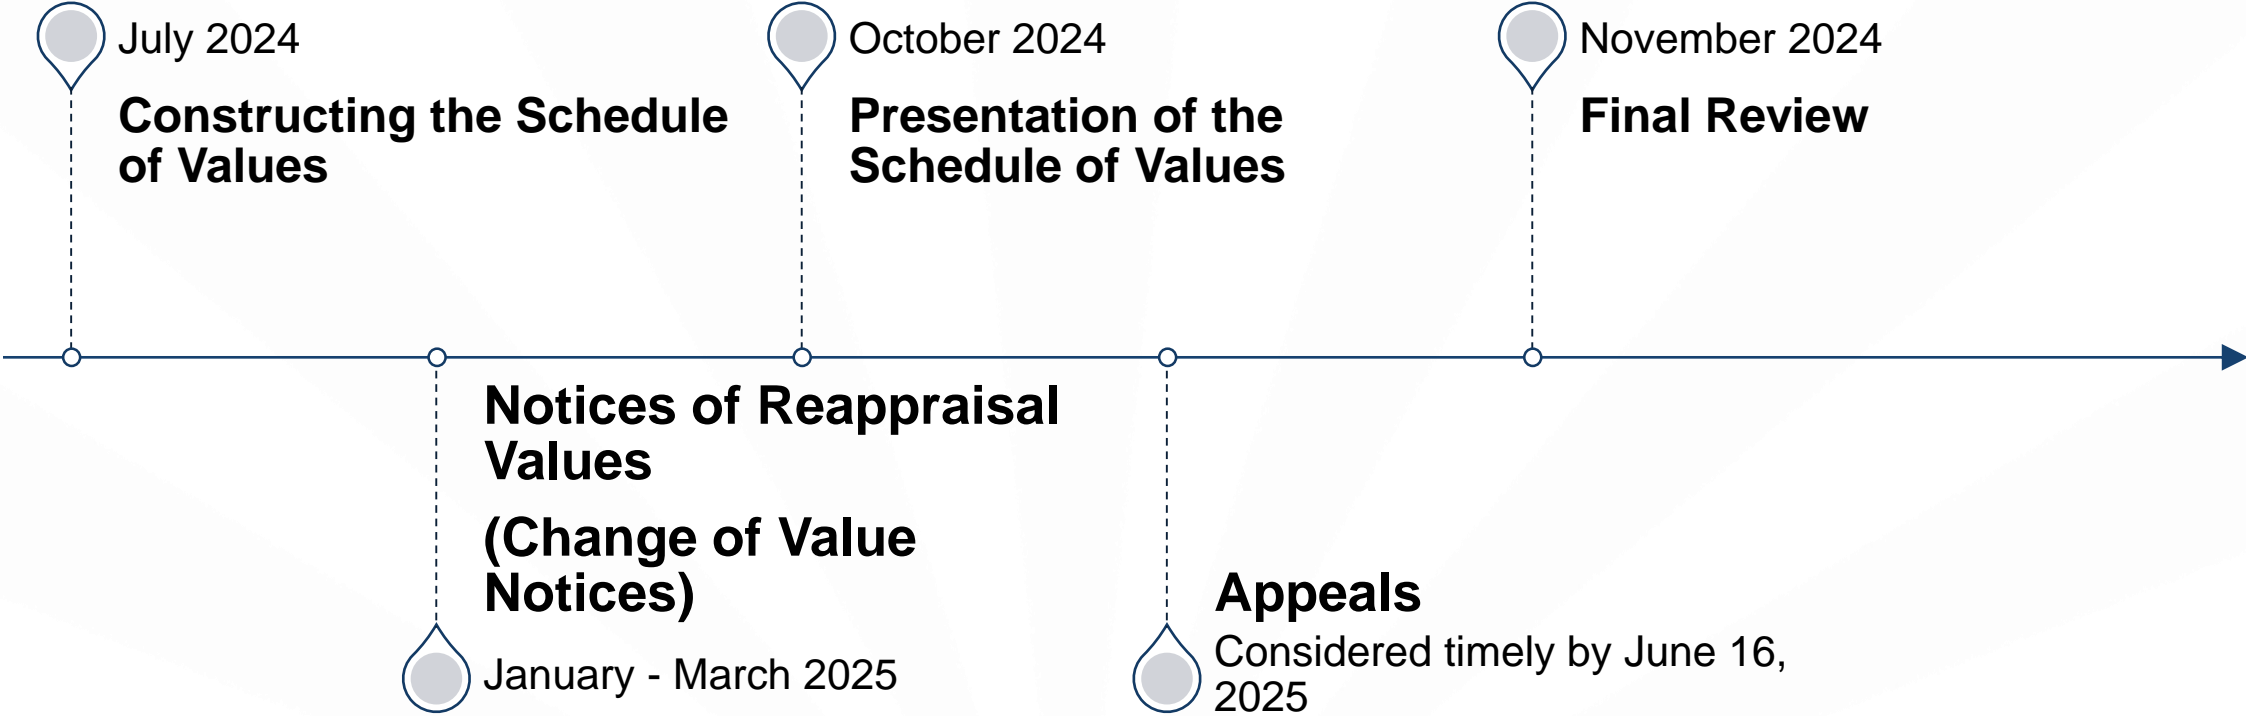 July 2024
Constructing the Schedule
of Values
October 2024
Presentation of the
Schedule of Values
November 2024
Final Review
Notices of Reappraisal
Values
(Change of Value
Notices)
January - March 2025
Appeals
Considered timely by June 16,
2025